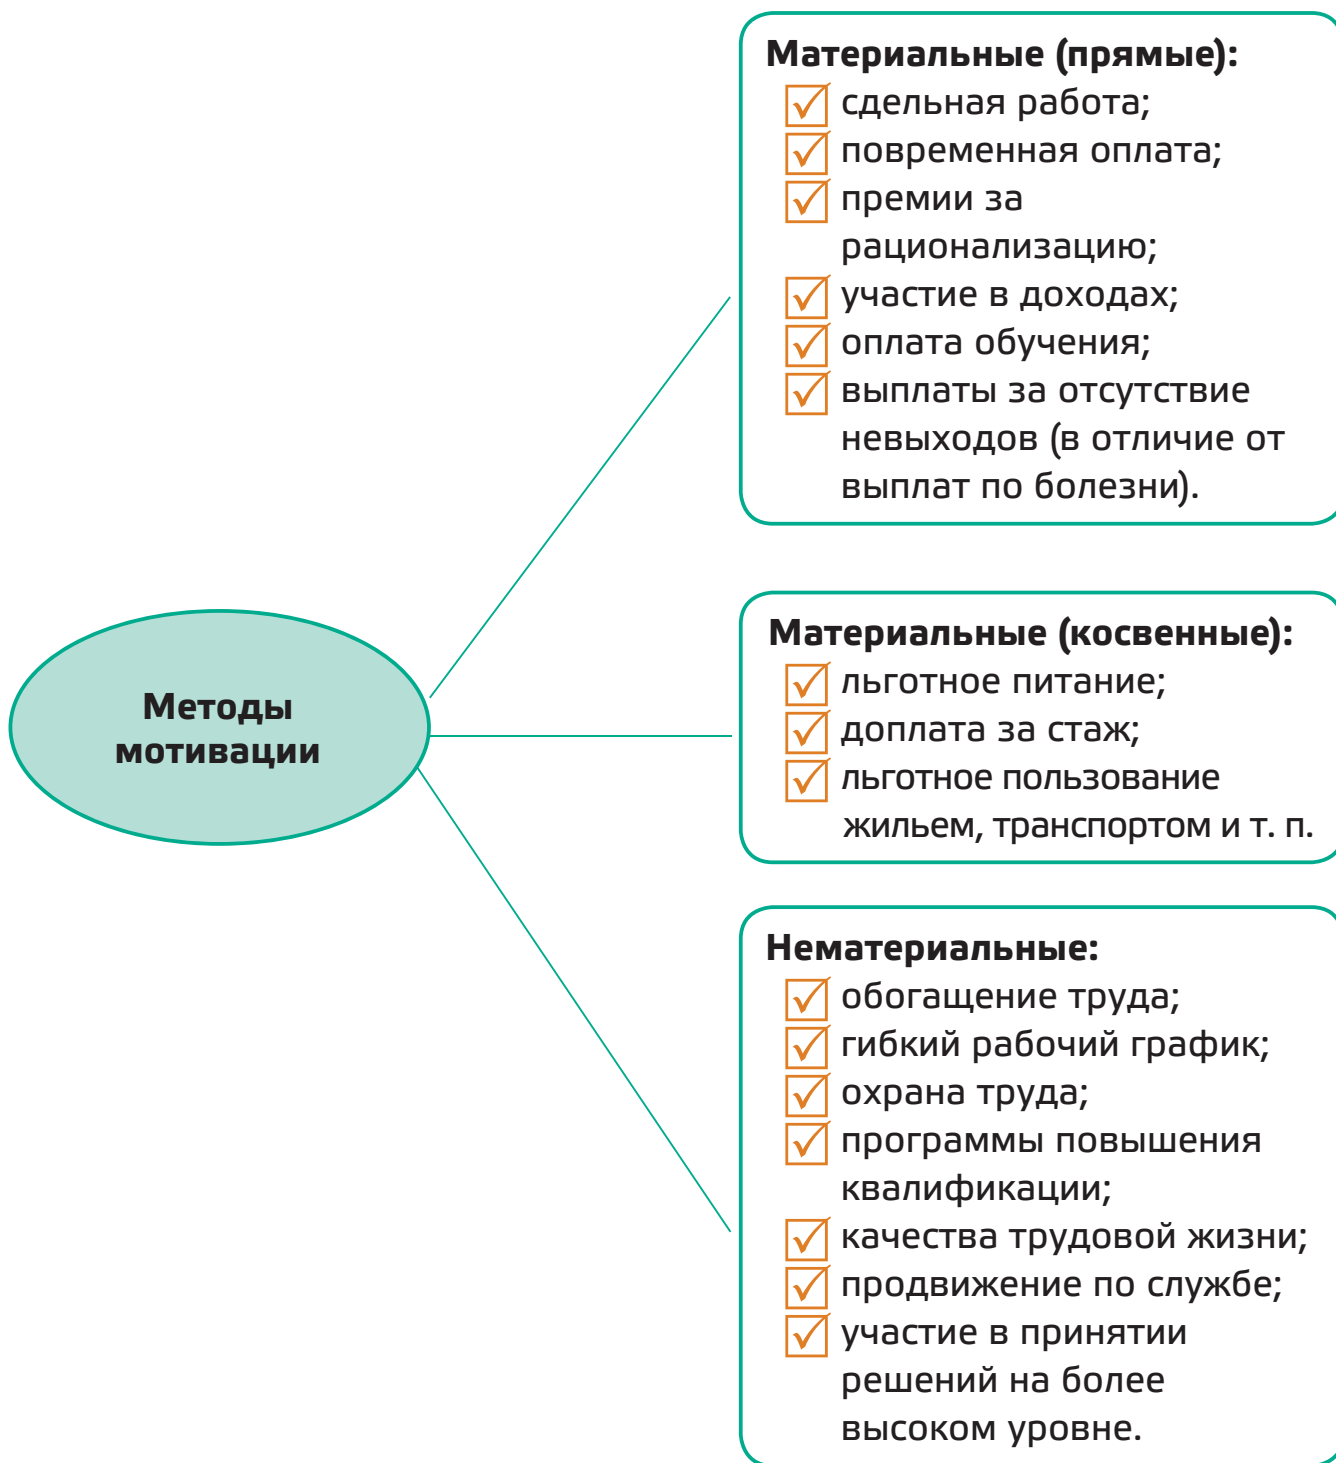 Материальные (прямые):
сдельная работа;
повременная оплата;
премии за
рационализацию;
участие в доходах;
оплата обучения;
выплаты за отсутствие
невыходов (в отличие от
выплат по болезни).
Методы
мотивации
Материальные (косвенные):
льготное питание;
доплата за стаж;
льготное пользование
жильем, транспортом и т. п.
Нематериальные:
обогащение труда;
гибкий рабочий график;
охрана труда;
программы повышения
квалификации;
качества трудовой жизни;
продвижение по службе;
участие в принятии
решений на более
высоком уровне.